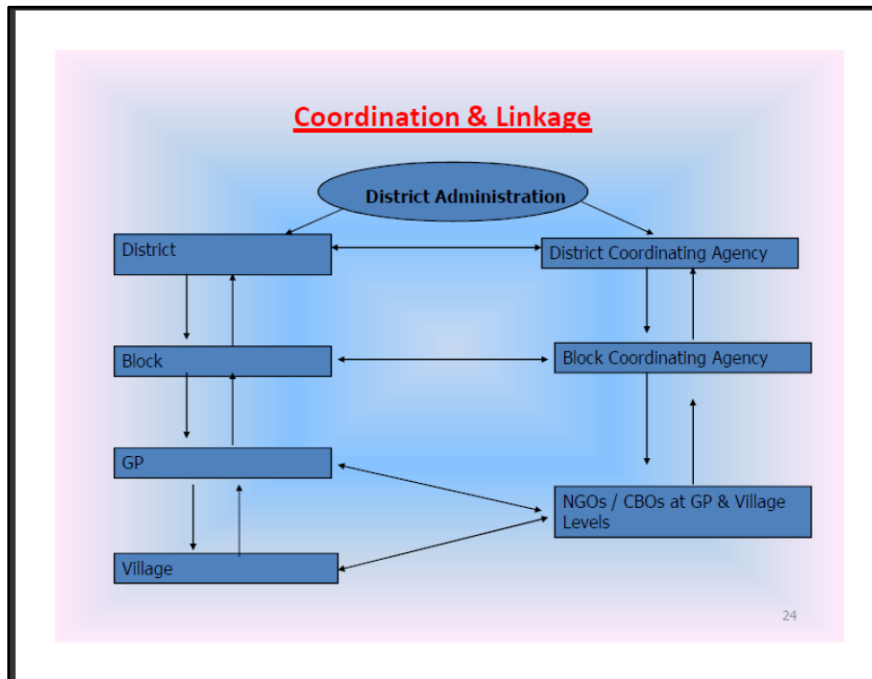 Coordination & Linkage
District Administration
District
District Coordinating Agency
Block
Block Coordinating Agency
GP
NGOs / CBOs at GP & Village
Levels
Village
24